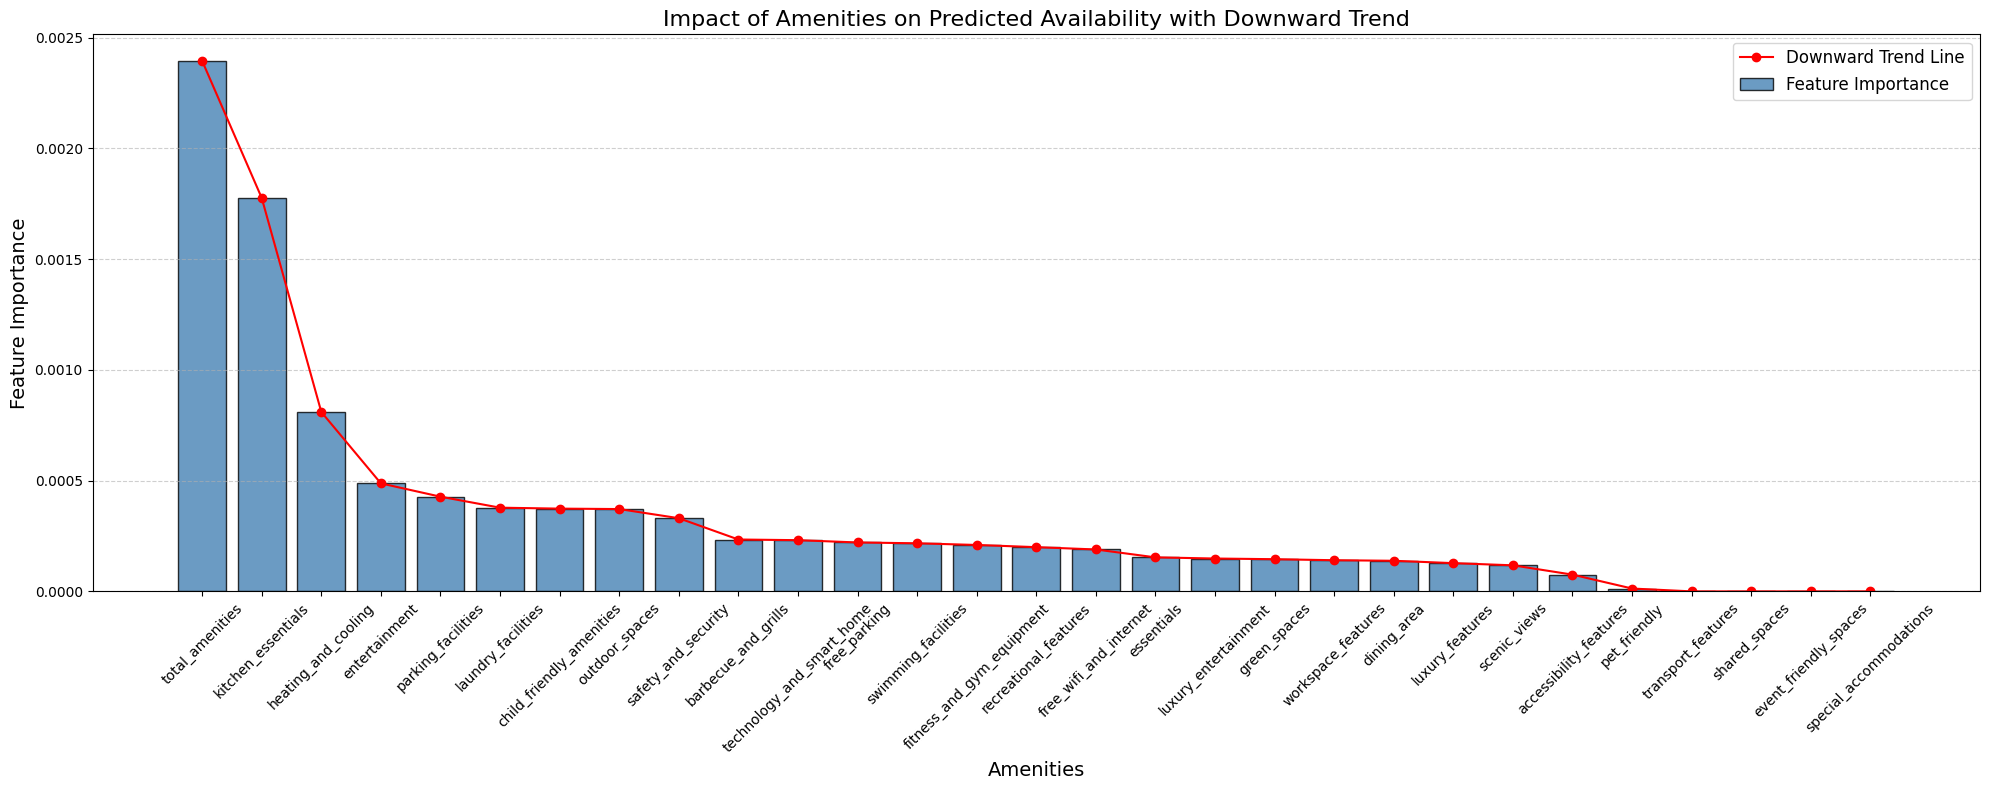 Impact of Amenities on Predicted Availability with Downward Trend
Downward Trend Line
Feature Importance
Feature Importance
0.0025
0.0020
0.0015
0.0010
0.0005
0.0000
total_amenities
kitchen_essentials
heating_and_cooling
entertainment
parking_facilities
laundry_facilities
child_friendly_amenities
outdoor_spaces
safety_and_security
barbecue_and_grills
technology_and_smart_home
free_parking
swimming_facilities
fitness_and_gym_equipment
recreational_features
free_wifi_and_internet
essentials
luxury_entertainment
green_spaces
workspace_features
dining_area
luxury_features
scenic_views
accessibility_features
pet_friendly
transport_features
shared_spaces
event_friendly_spaces
special_accommodations
Amenities